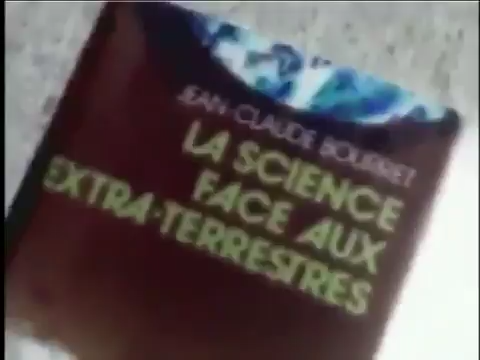 JEAN-CLAUDE BOURRET
LA SCIENCE
FACE AUX
EXTRA-TERRESTRES